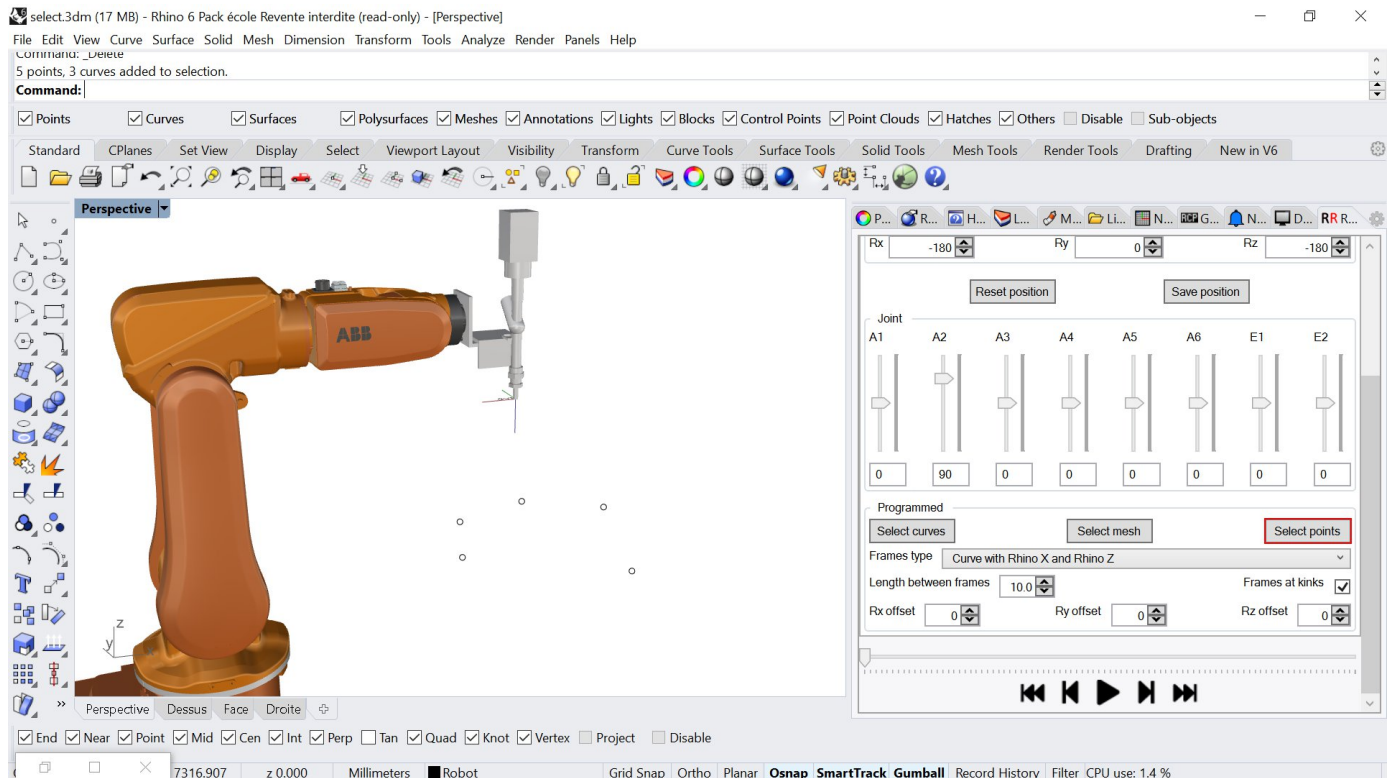 select.3dm (17 MB) - Rhino 6 Pack école Revente interdite (read-only) - [Perspective]
File Edit View Curve Surface Solid Mesh Dimension Transform Tools Analyze Render Panels Help
Command: _Delete
5 points, 3 curves added to selection.
Command:
Points Curves Surfaces Polysurfaces Meshes Annotations Lights Blocks Control Points Point Clouds Hatches Others Disable Sub-objects
Standard CPlanes Set View Display Select Viewport Layout Visibility Transform Curve Tools Surface Tools Solid Tools Mesh Tools Render Tools Drafting New in V6
Perspective
P... R... H... L... M... Li... N... RCP G... N... D... RR R...
Rx -180 Ry 0 Rz -180
Reset position Save position
Joint
A1 A2 A3 A4 A5 A6 E1 E2
0 90 0 0 0 0 0 0
ABB
Programmed
Select curves Select mesh Select points
Frames type Curve with Rhino X and Rhino Z
Length between frames 10.0 Frames at kinks
Rx offset 0 Ry offset 0 Rz offset 0
z
y
Perspective Dessus Face Droite
End Near Point Mid Cen Int Perp Tan Quad Knot Vertex Project Disable
7316.907 z 0.000 Millimeters Robot Grid Snap Ortho Planar Osnap SmartTrack Gumball Record History Filter CPU use: 1.4 %